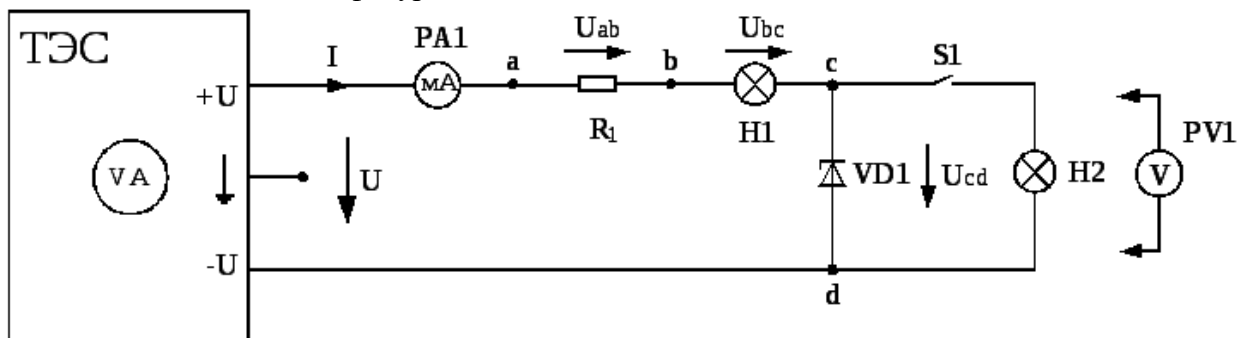 ТЭС
+U
VA
-U
I
U
PA1
мА
a
Uab
R1
b
Ubc
H1
c
S1
VD1
Ucd
H2
PV1
V
d